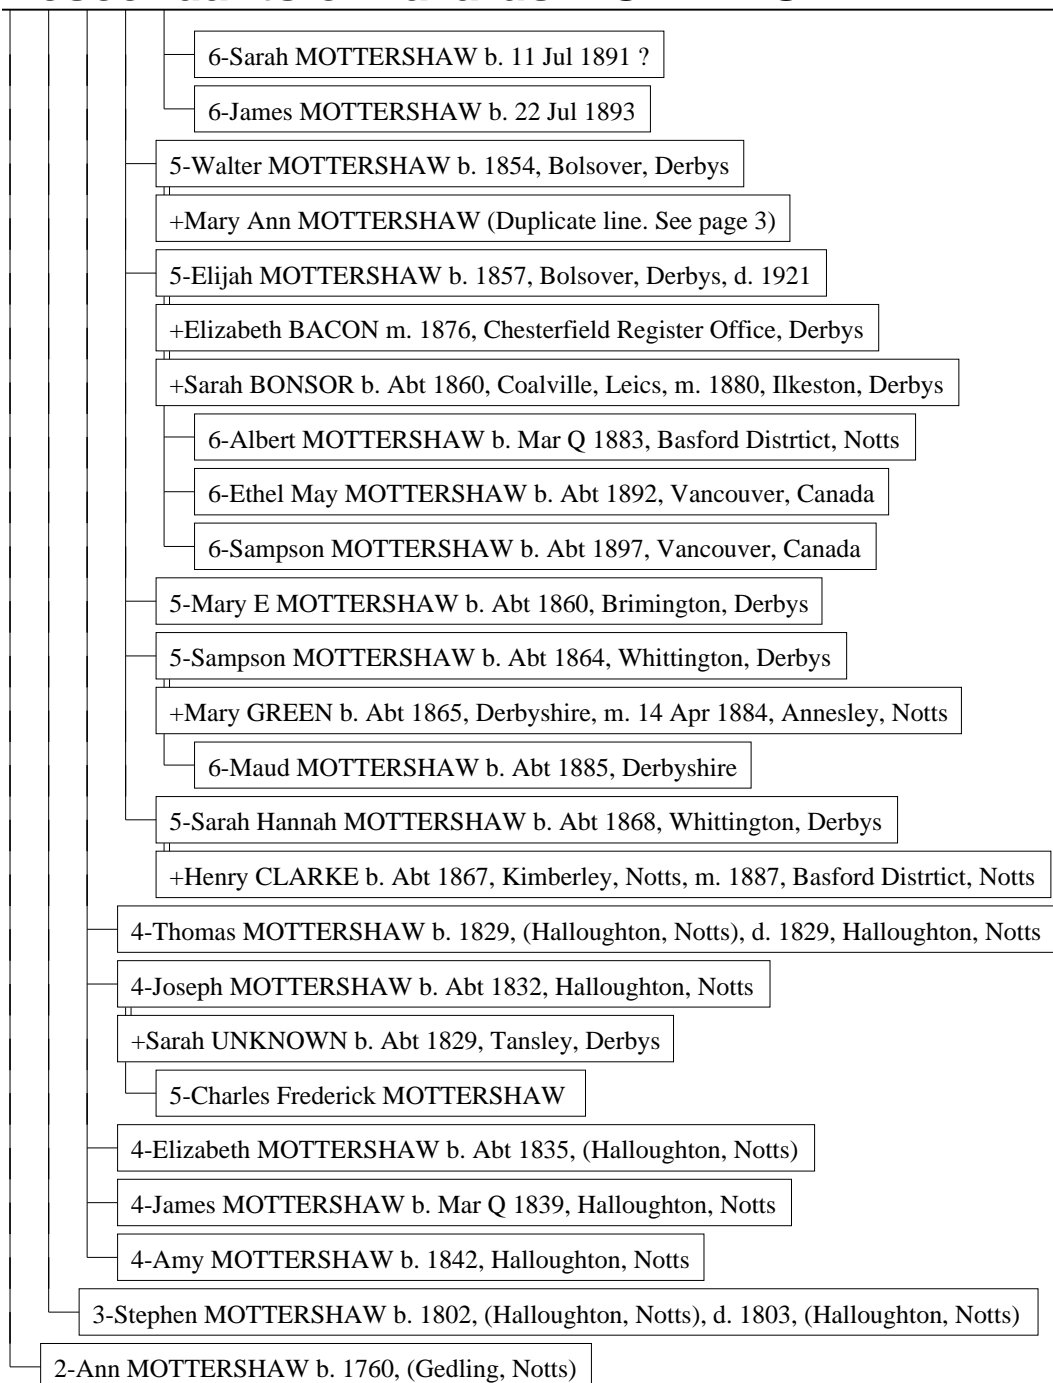 6-Sarah MOTTERSHAW b. 11 Jul 1891 ?
6-James MOTTERSHAW b. 22 Jul 1893
5-Walter MOTTERSHAW b. 1854, Bolsover, Derbys
+Mary Ann MOTTERSHAW (Duplicate line. See page 3)
5-Elijah MOTTERSHAW b. 1857, Bolsover, Derbys, d. 1921
+Elizabeth BACON m. 1876, Chesterfield Register Office, Derbys
+Sarah BONSOR b. Abt 1860, Coalville, Leics, m. 1880, Ilkeston, Derbys
6-Albert MOTTERSHAW b. Mar Q 1883, Basford Distrtict, Notts
6-Ethel May MOTTERSHAW b. Abt 1892, Vancouver, Canada
6-Sampson MOTTERSHAW b. Abt 1897, Vancouver, Canada
5-Mary E MOTTERSHAW b. Abt 1860, Brimington, Derbys
5-Sampson MOTTERSHAW b. Abt 1864, Whittington, Derbys
+Mary GREEN b. Abt 1865, Derbyshire, m. 14 Apr 1884, Annesley, Notts
6-Maud MOTTERSHAW b. Abt 1885, Derbyshire
5-Sarah Hannah MOTTERSHAW b. Abt 1868, Whittington, Derbys
+Henry CLARKE b. Abt 1867, Kimberley, Notts, m. 1887, Basford Distrtict, Notts
4-Thomas MOTTERSHAW b. 1829, (Halloughton, Notts), d. 1829, Halloughton, Notts
4-Joseph MOTTERSHAW b. Abt 1832, Halloughton, Notts
+Sarah UNKNOWN b. Abt 1829, Tansley, Derbys
5-Charles Frederick MOTTERSHAW
4-Elizabeth MOTTERSHAW b. Abt 1835, (Halloughton, Notts)
4-James MOTTERSHAW b. Mar Q 1839, Halloughton, Notts
4-Amy MOTTERSHAW b. 1842, Halloughton, Notts
3-Stephen MOTTERSHAW b. 1802, (Halloughton, Notts), d. 1803, (Halloughton, Notts)
2-Ann MOTTERSHAW b. 1760, (Gedling, Notts)